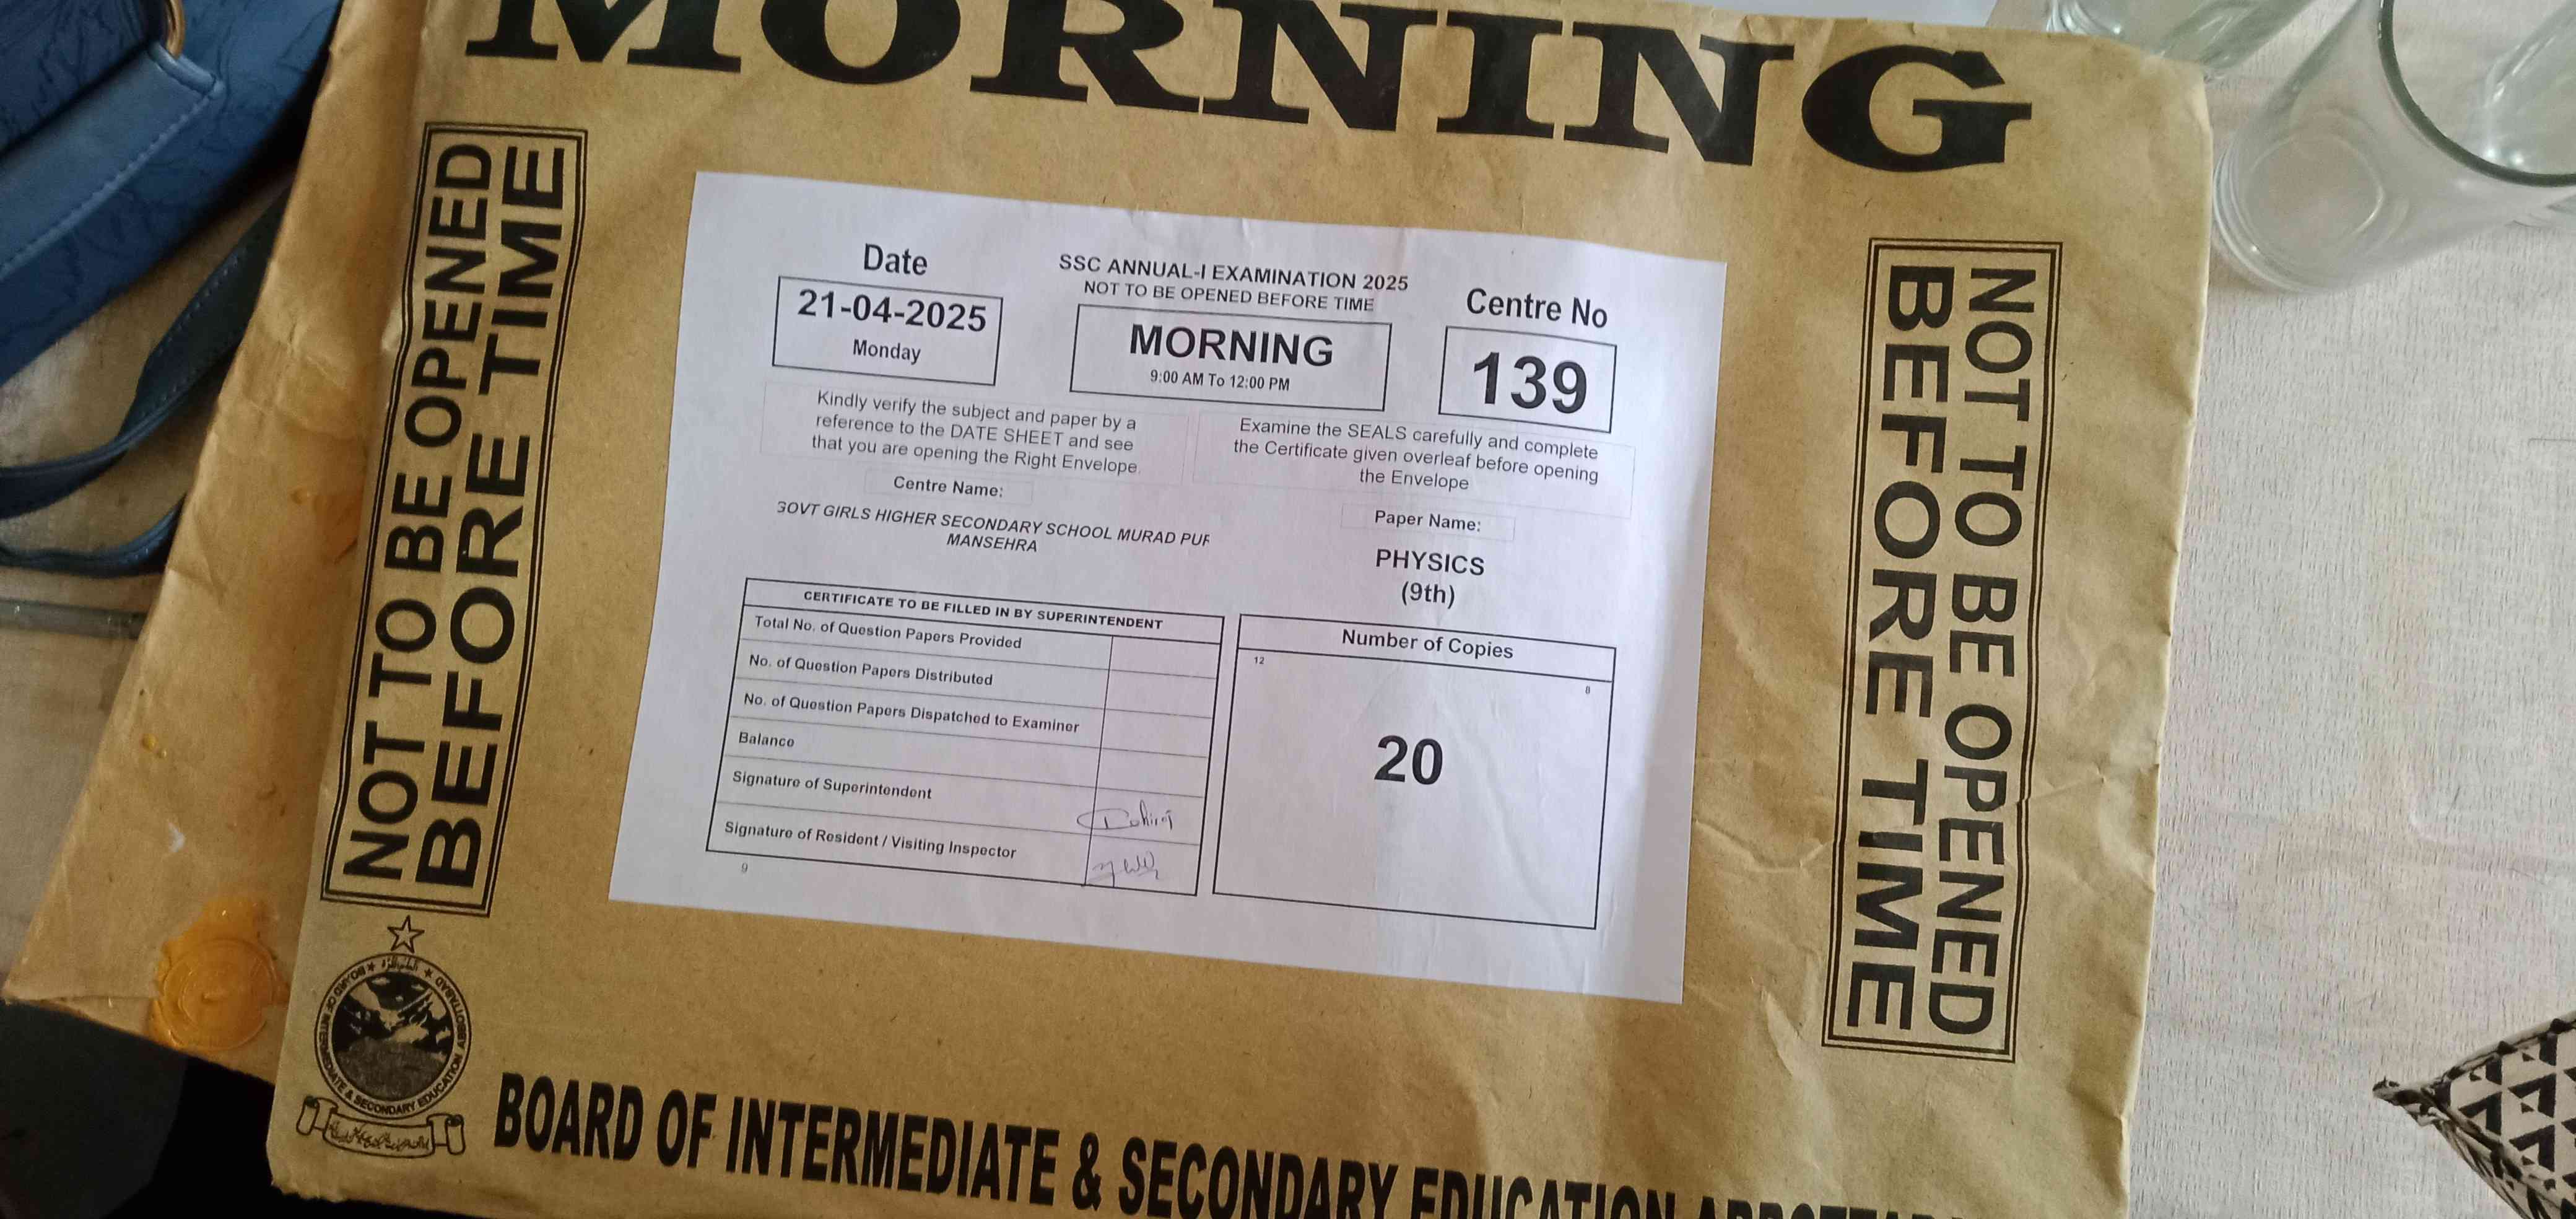 MORNING
NOT TO BE OPENED
BEFORE TIME
Date
21-04-2025
Monday
SSC ANNUAL-I EXAMINATION 2025
NOT TO BE OPENED BEFORE TIME
MORNING
9:00 AM To 12:00 PM
Centre No
139
Kindly verify the subject and paper by a
reference to the DATE SHEET and see
that you are opening the Right Envelope
Examine the SEALS carefully and complete
the Certificate given overleaf before opening
the Envelope
Centre Name:
GOVT GIRLS HIGHER SECONDARY SCHOOL MURAD PUR
MANSEHRA
Paper Name:
PHYSICS
(9th)
CERTIFICATE TO BE FILLED IN BY SUPERINTENDENT
Total No. of Question Papers Provided
No. of Question Papers Distributed
No. of Question Papers Dispatched to Examiner
Balance
Signature of Superintendent
Signature of Resident / Visiting Inspector
9
Number of Copies
12
8
20
NOT TO BE OPENED
BEFORE TIME
BOARD OF INTERMEDIATE & SECONDARY EDUCATION ABBOTTABAD
BOARD OF INTERMEDIATE & SECONDARY EDUCATION